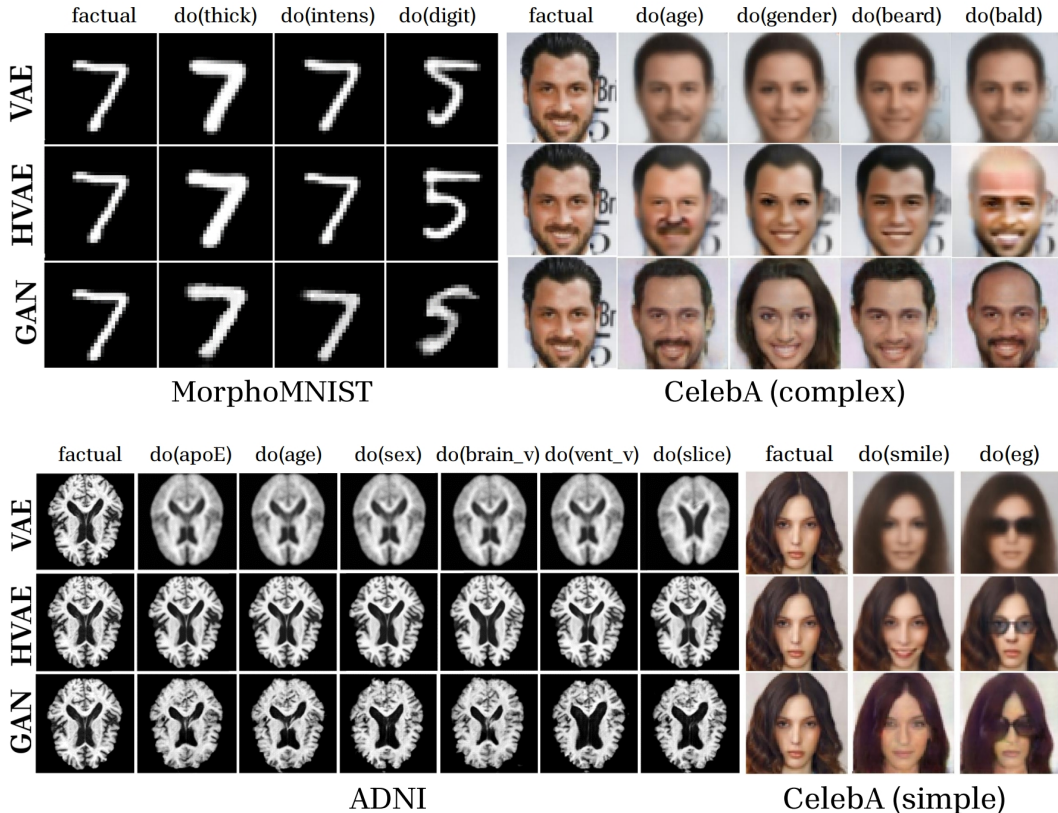 factual do(thick) do(intens) do(digit) factual do(age) do(gender) do(beard) do(bald)
VAE
HVAE
GAN
MorphoMNIST CelebA (complex)
factual do(apoE) do(age) do(sex) do(brain_v) do(vent_v) do(slice) factual do(smile) do(eg)
VAE
HVAE
GAN
ADNI CelebA (simple)